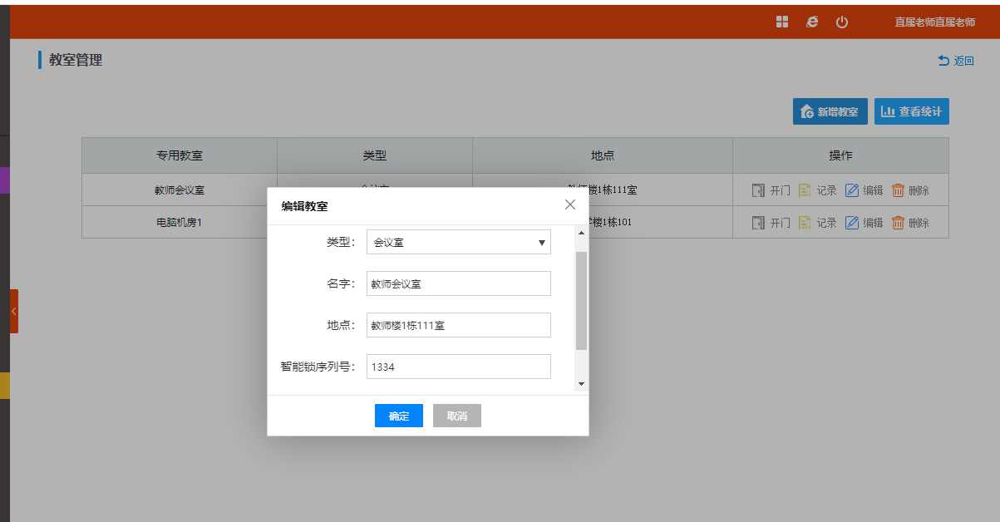 直属老师直属老师
教室管理
返回
新增教室
查看统计
专用教室 类型 地点 操作
教师会议室 开门 记录 编辑 删除
楼1栋111室
电脑机房1 开门 记录 编辑 删除
楼1栋101
编辑教室
类型： 会议室
名字： 教师会议室
地点： 教师楼1栋111室
智能锁序列号： 1334
确定 取消